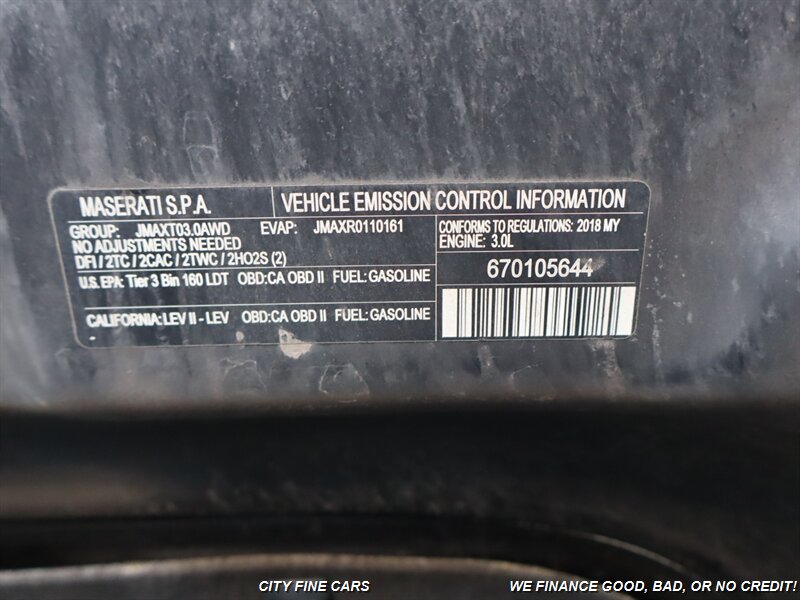 MASERATI S.P.A. VEHICLE EMISSION CONTROL INFORMATION
GROUP: JMAXT03.0AWD EVAP: JMAXR0110161
NO ADJUSTMENTS NEEDED
DFI / 2TC / 2CAC / 2TWC / 2HO2S (2)
CONFORMS TO REGULATIONS: 2018 MY
ENGINE: 3.0L
U.S. EPA: Tier 3 Bin 160 LDT OBD:CA OBD II FUEL: GASOLINE
670105644
CALIFORNIA: LEV II - LEV OBD:CA OBD II FUEL: GASOLINE
CITY FINE CARS WE FINANCE GOOD, BAD, OR NO CREDIT!